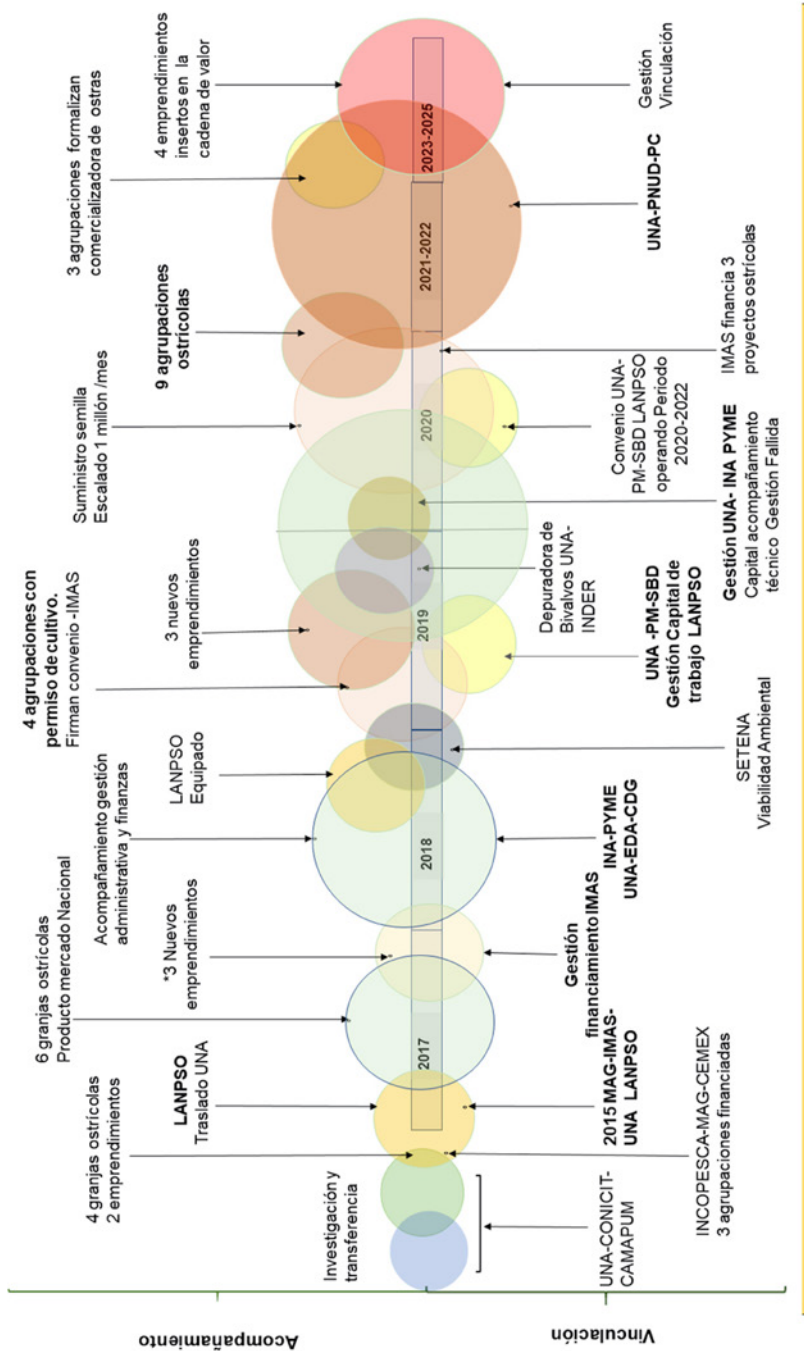 Acompañamiento
Vinculación
Investigación y
transferencia
4 granjas ostrícolas
2 emprendimientos
LANPSO
Traslado UNA
6 granjas ostrícolas
Producto mercado Nacional
*3 Nuevos
emprendimientos
Acompañamiento gestión
administrativa y finanzas
LANPSO
Equipado
4 agrupaciones con
permiso de cultivo.
Firman convenio -IMAS
3 nuevos
emprendimientos
Suministro semilla
Escalado 1 millón /mes
9 agrupaciones
ostrícolas
3 agrupaciones formalizan
comercializadora de ostras
4 emprendimientos
insertos en la
cadena de valor
2017
2018
2019
2020
2021-2022
2023-2025
UNA-CONICIT-
CAMAPUM
INCOPESCA-MAG-CEMEX
3 agrupaciones financiadas
2015 MAG-IMAS-
UNA LANPSO
Gestión
financiamiento IMAS
INA-PYME
UNA-EDA-CDG
SETENA
Viabilidad Ambiental
UNA -PM-SBD
Gestión Capital de
trabajo LANPSO
Depuradora de
Bivalvos UNA-
INDER
Gestión UNA- INA PYME
Capital acompañamiento
técnico Gestión Fallida
Convenio UNA-
PM-SBD LANPSO
operando Periodo
2020-2022
IMAS financia 3
proyectos ostrícolas
UNA-PNUD-PC
Gestión
Vinculación